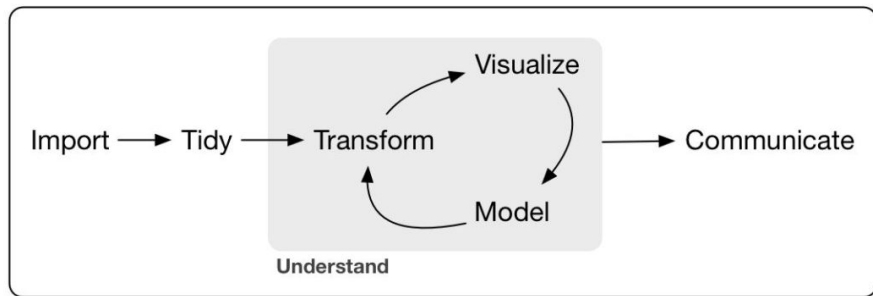 Import
Tidy
Transform
Visualize
Model
Communicate
Understand